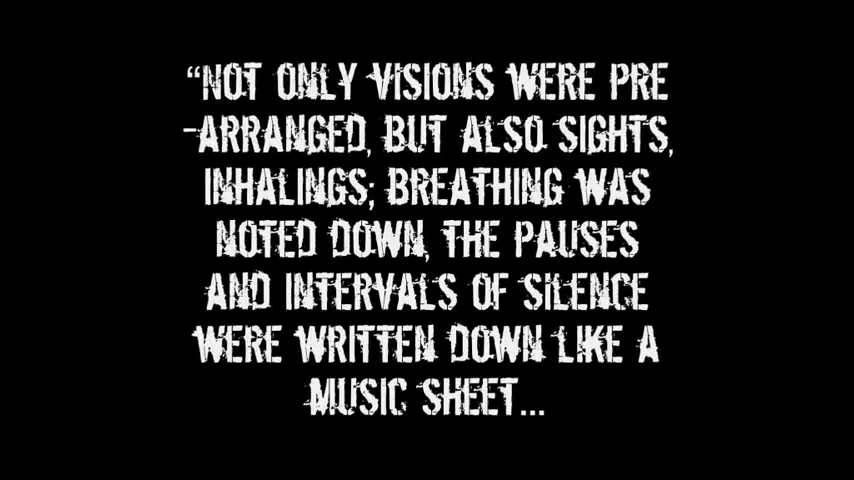 “NOT ONLY VISIONS WERE PRE
-ARRANGED, BUT ALSO SIGHTS,
INHALINGS; BREATHING WAS
NOTED DOWN, THE PAUSES
AND INTERVALS OF SILENCE
WERE WRITTEN DOWN LIKE A
MUSIC SHEET...